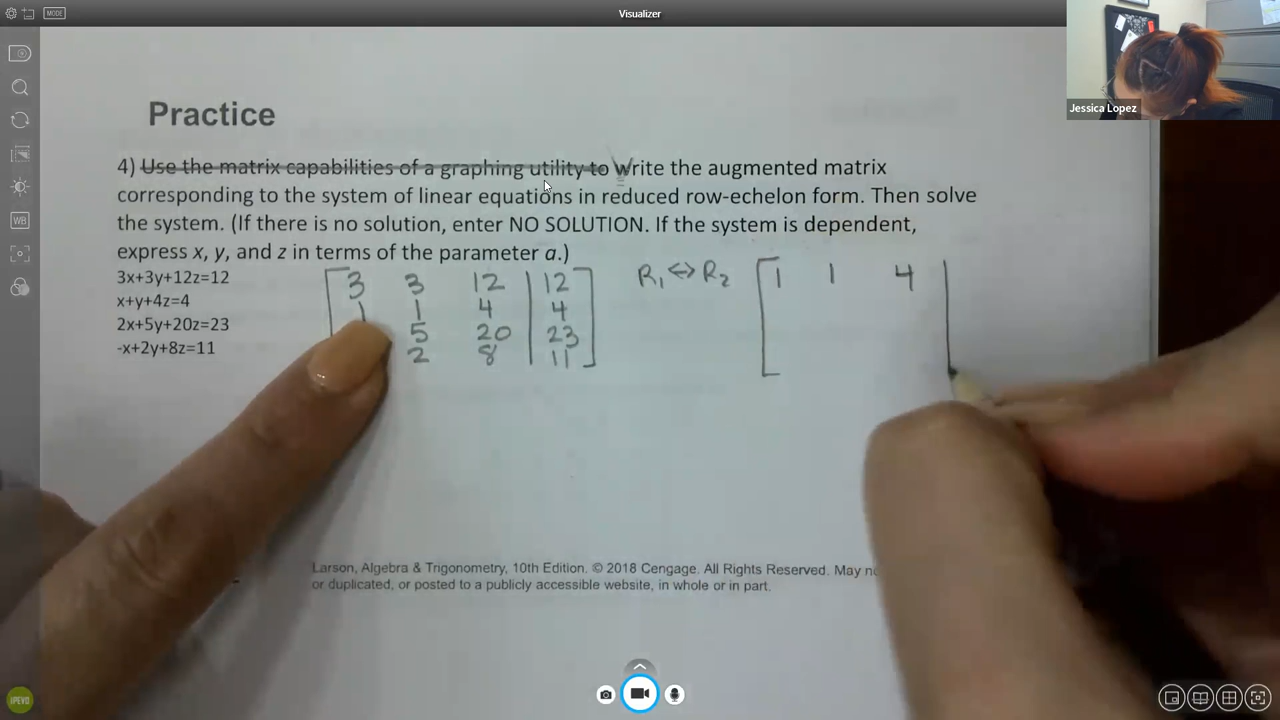 Visualizer
MODE
Jessica Lopez
WB
Practice
4) Use the matrix capabilities of a graphing utility to Write the augmented matrix
corresponding to the system of linear equations in reduced row-echelon form. Then solve
the system. (If there is no solution, enter NO SOLUTION. If the system is dependent,
express x, y, and z in terms of the parameter a.)
3x+3y+12z=12
x+y+4z=4
2x+5y+20z=23
-x+2y+8z=11
3 3 12 | 12
1 1 4 | 4
5 20 | 23
2 8 | 11
R₁ ↔ R₂
1 1 4
Larson, Algebra & Trigonometry, 10th Edition. © 2018 Cengage. All Rights Reserved. May
or duplicated, or posted to a publicly accessible website, in whole or in part.
IPEVO